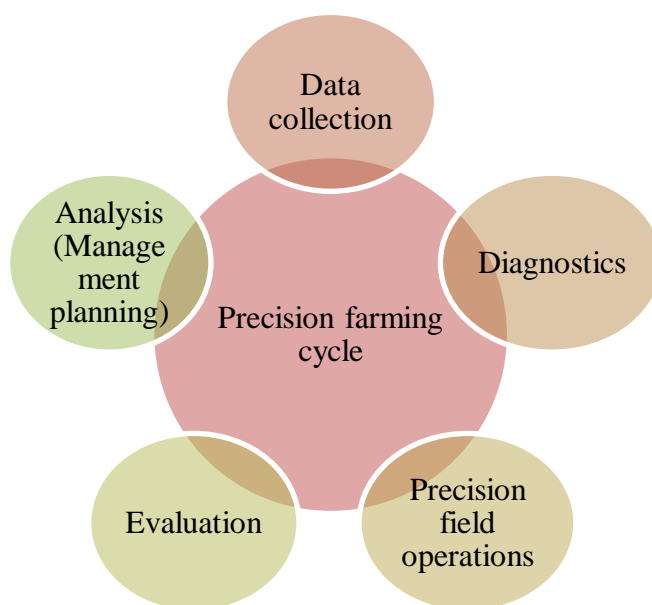 Data
collection
Analysis
(Manage
ment
planning)
Diagnostics
Precision farming
cycle
Evaluation
Precision
field
operations